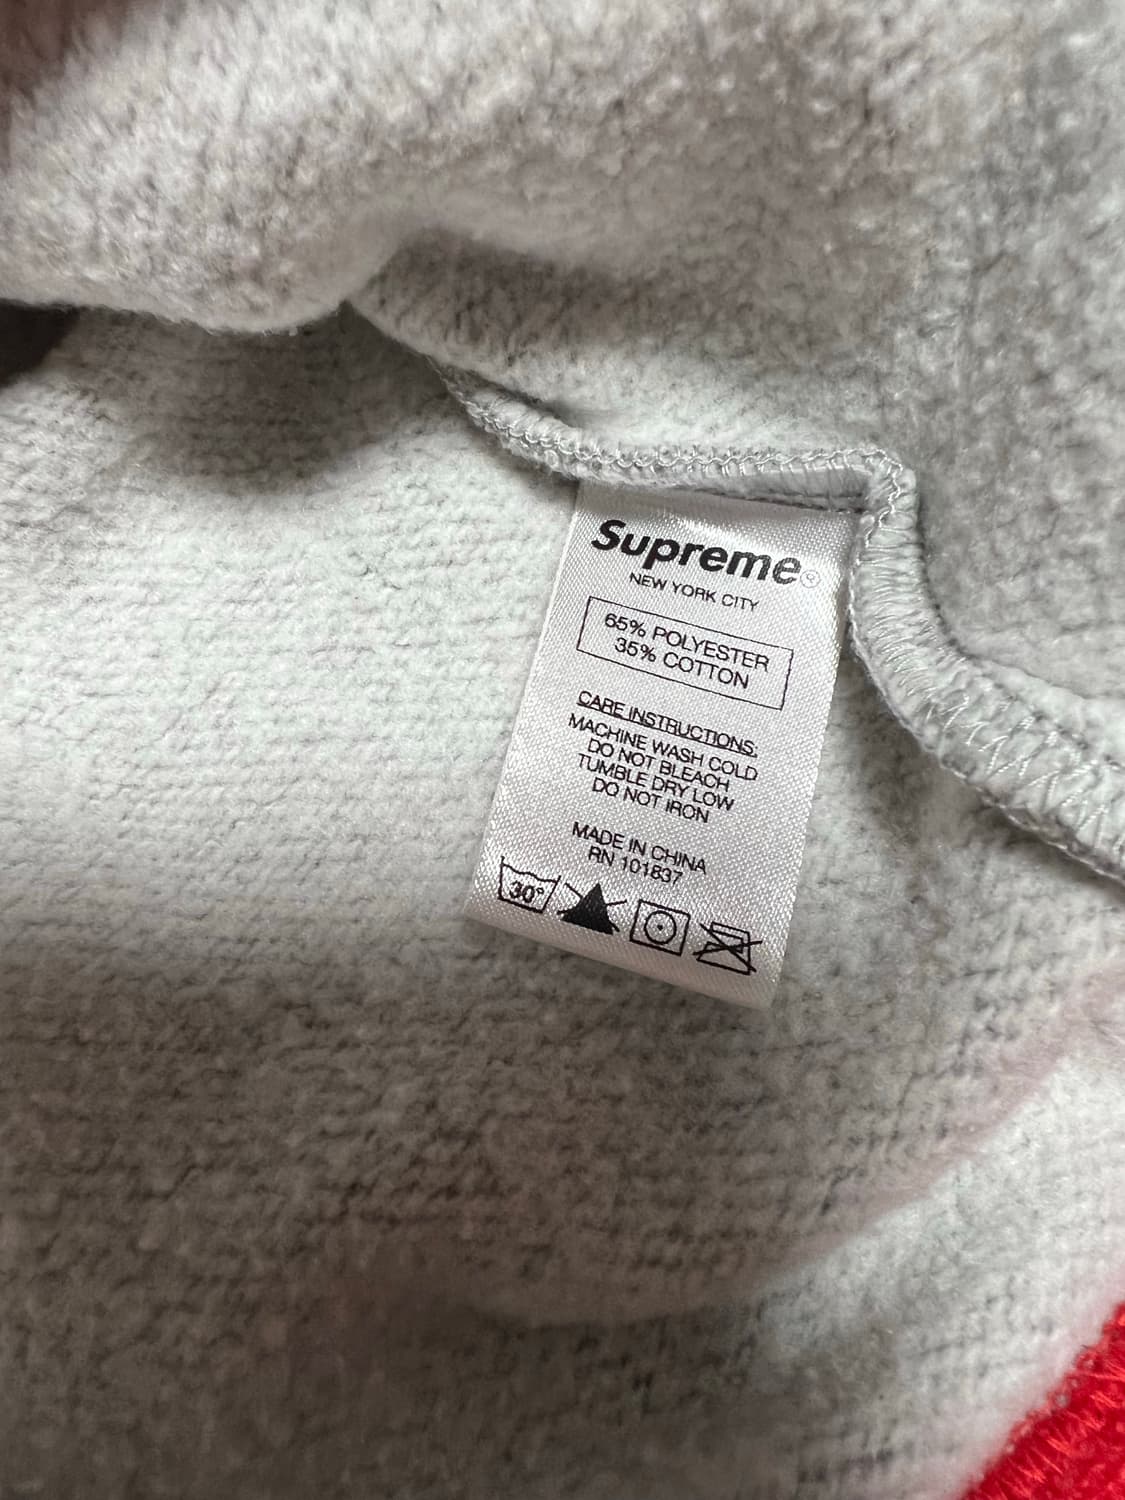 Supreme®
NEW YORK CITY
65% POLYESTER
35% COTTON
CARE INSTRUCTIONS:
MACHINE WASH COLD
DO NOT BLEACH
TUMBLE DRY LOW
DO NOT IRON
MADE IN CHINA
RN 101837
30°